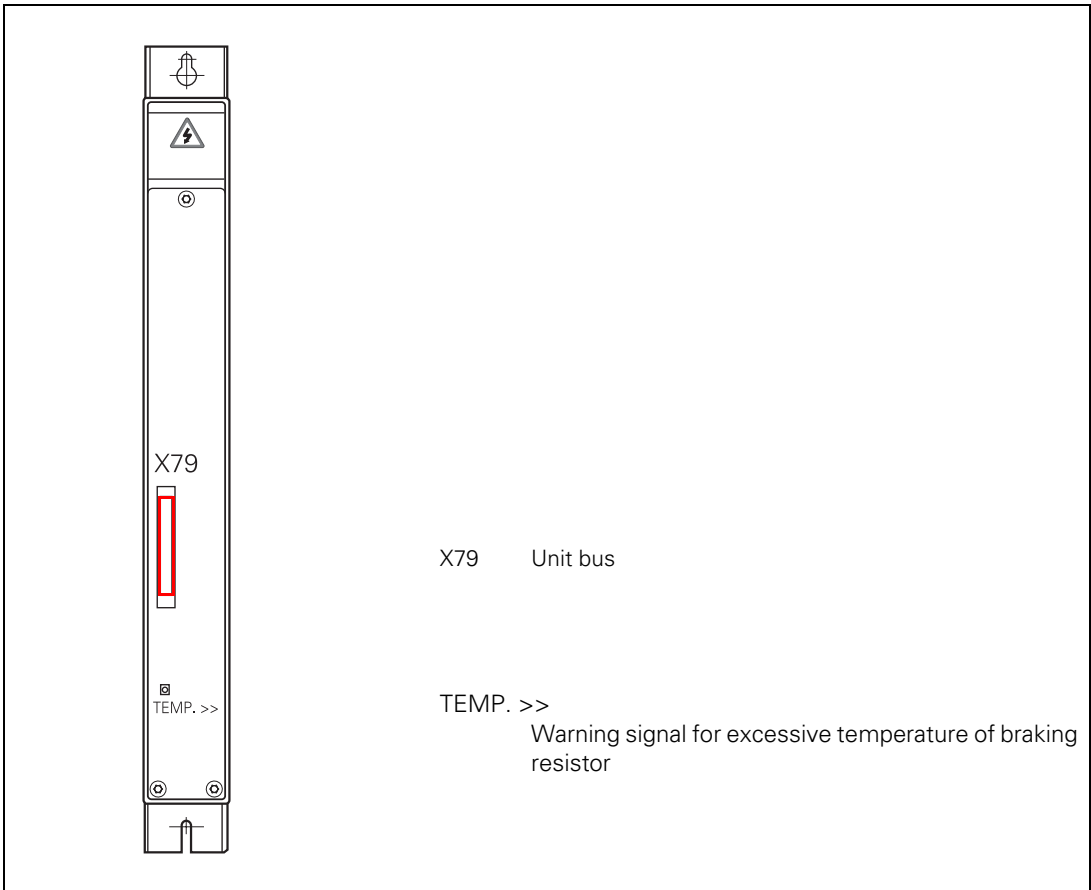 X79
X79 Unit bus
TEMP. >>
TEMP. >>
Warning signal for excessive temperature of braking
resistor